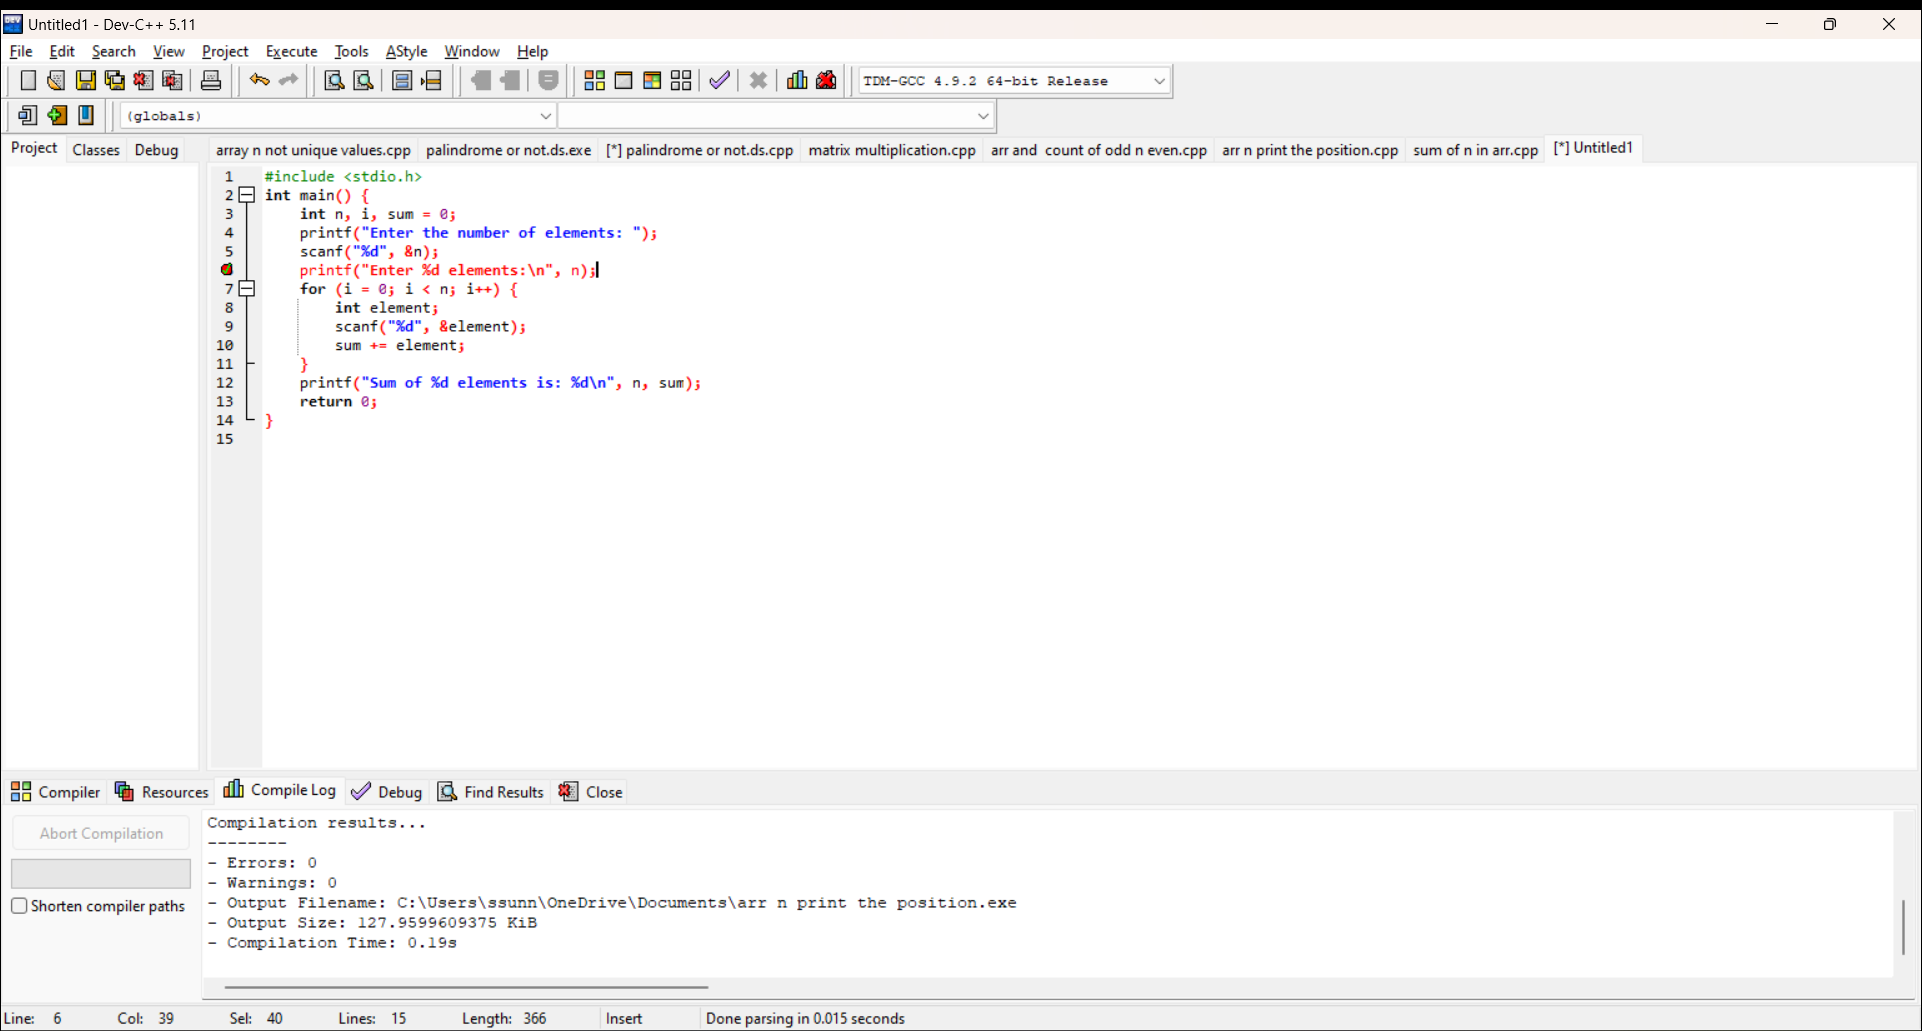 Untitled1 - Dev-C++ 5.11
File Edit Search View Project Execute Tools AStyle Window Help
TDM-GCC 4.9.2 64-bit Release
(globals)
Project Classes Debug
array n not unique values.cpp palindrome or not.ds.exe [*] palindrome or not.ds.cpp matrix multiplication.cpp arr and count of odd n even.cpp arr n print the position.cpp sum of n in arr.cpp [*] Untitled1
1 #include <stdio.h>
2 int main() {
3 int n, i, sum = 0;
4 printf("Enter the number of elements: ");
5 scanf("%d", &n);
printf("Enter %d elements:\n", n);
7 for (i = 0; i < n; i++) {
8 int element;
9 scanf("%d", &element);
10 sum += element;
11 }
12 printf("Sum of %d elements is: %d\n", n, sum);
13 return 0;
14 }
15
Compiler Resources Compile Log Debug Find Results Close
Abort Compilation
Shorten compiler paths
Compilation results...
--------
- Errors: 0
- Warnings: 0
- Output Filename: C:\Users\ssunn\OneDrive\Documents\arr n print the position.exe
- Output Size: 127.9599609375 KiB
- Compilation Time: 0.19s
Line: 6 Col: 39 Sel: 40 Lines: 15 Length: 366 Insert Done parsing in 0.015 seconds